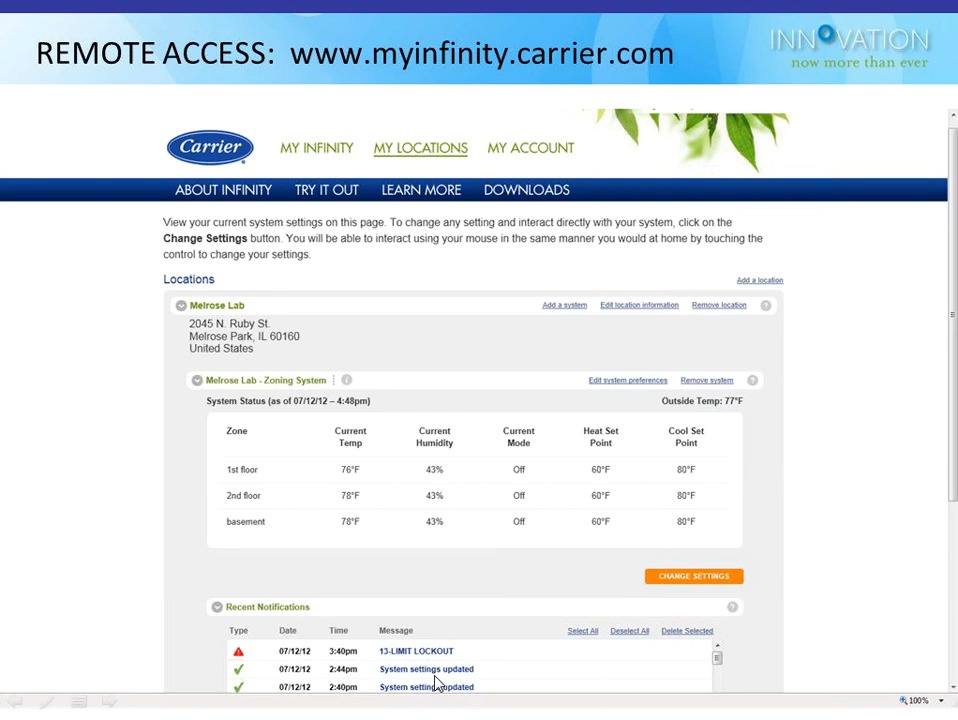 REMOTE ACCESS: www.myinfinity.carrier.com
INNOVATION
now more than ever
Carrier
MY INFINITY MY LOCATIONS MY ACCOUNT
ABOUT INFINITY TRY IT OUT LEARN MORE DOWNLOADS
View your current system settings on this page. To change any setting and interact directly with your system, click on the
Change Settings button. You will be able to interact using your mouse in the same manner you would at home by touching the
control to change your settings.
Locations Add a location
Melrose Lab Add a system Edit location information Remove location ?
2045 N. Ruby St.
Melrose Park, IL 60160
United States
Melrose Lab - Zoning System i Edit system preferences Remove system ?
System Status (as of 07/12/12 – 4:48pm) Outside Temp: 77°F
Zone Current Temp Current Humidity Current Mode Heat Set Point Cool Set Point
1st floor 76°F 43% Off 60°F 80°F
2nd floor 78°F 43% Off 60°F 80°F
basement 78°F 43% Off 60°F 80°F
CHANGE SETTINGS
Recent Notifications ?
Type Date Time Message Select All Deselect All Delete Selected
07/12/12 3:40pm 13-LIMIT LOCKOUT
07/12/12 2:44pm System settings updated
07/12/12 2:40pm System settings updated
100%